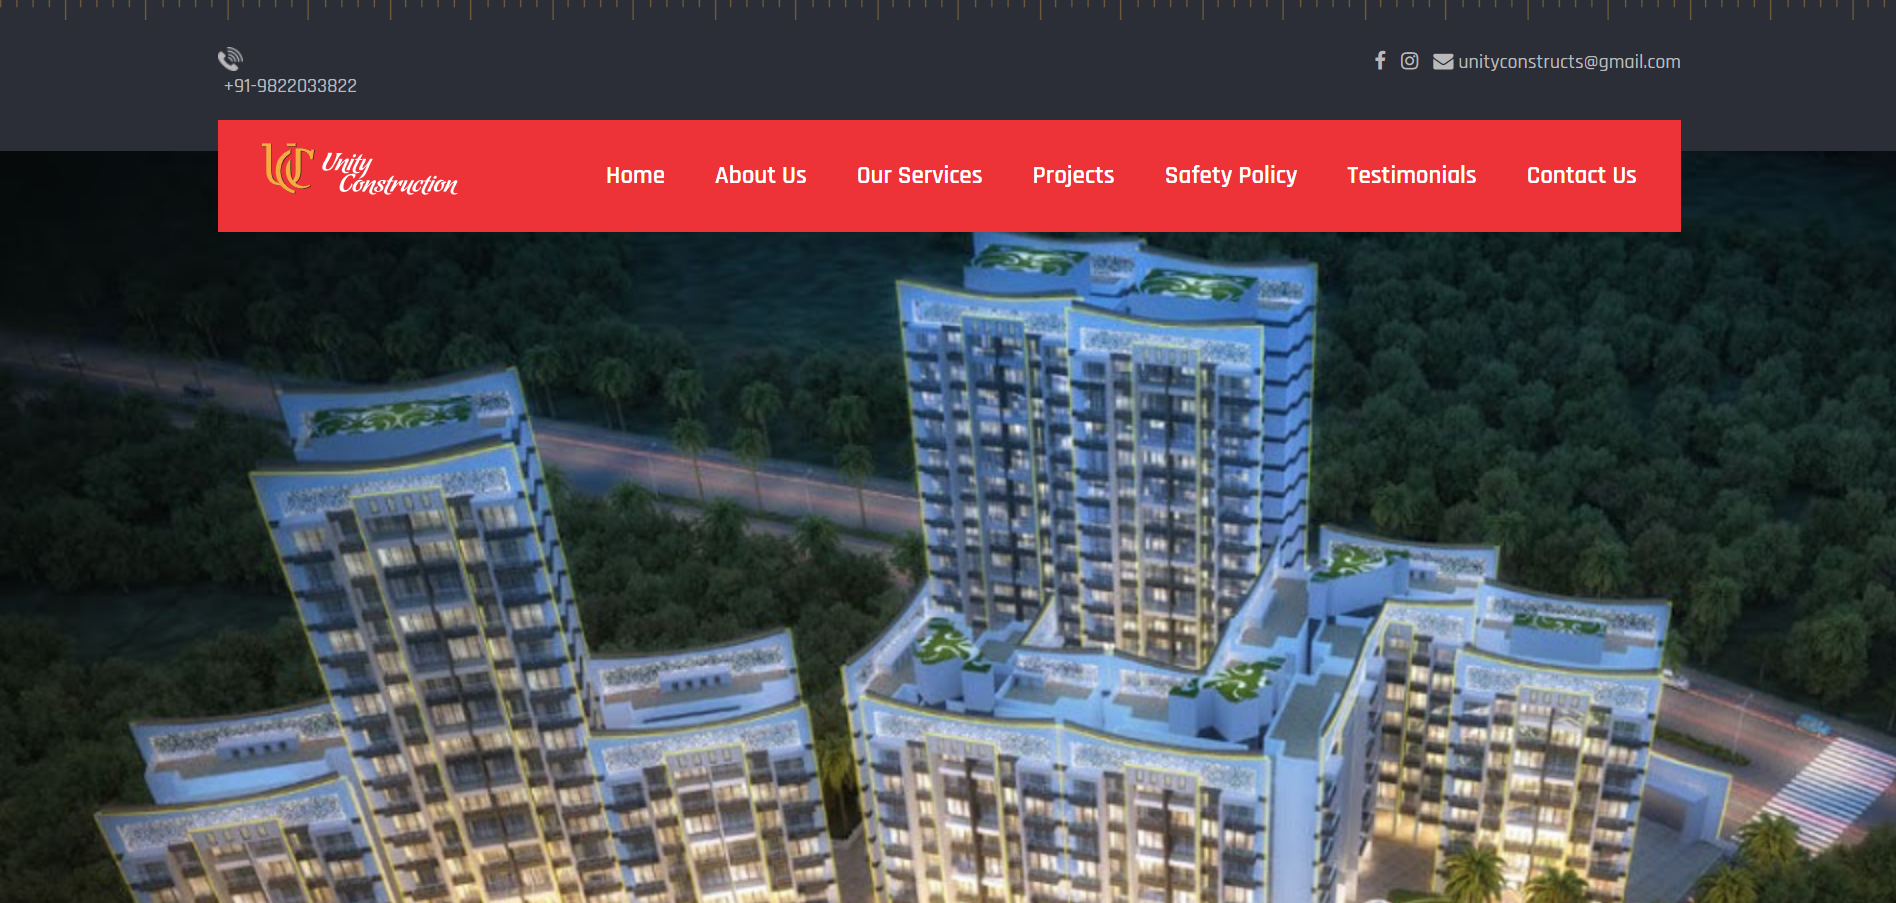 +91-9822033822
unityconstructs@gmail.com
UC Unity
Construction
Home About Us Our Services Projects Safety Policy Testimonials Contact Us